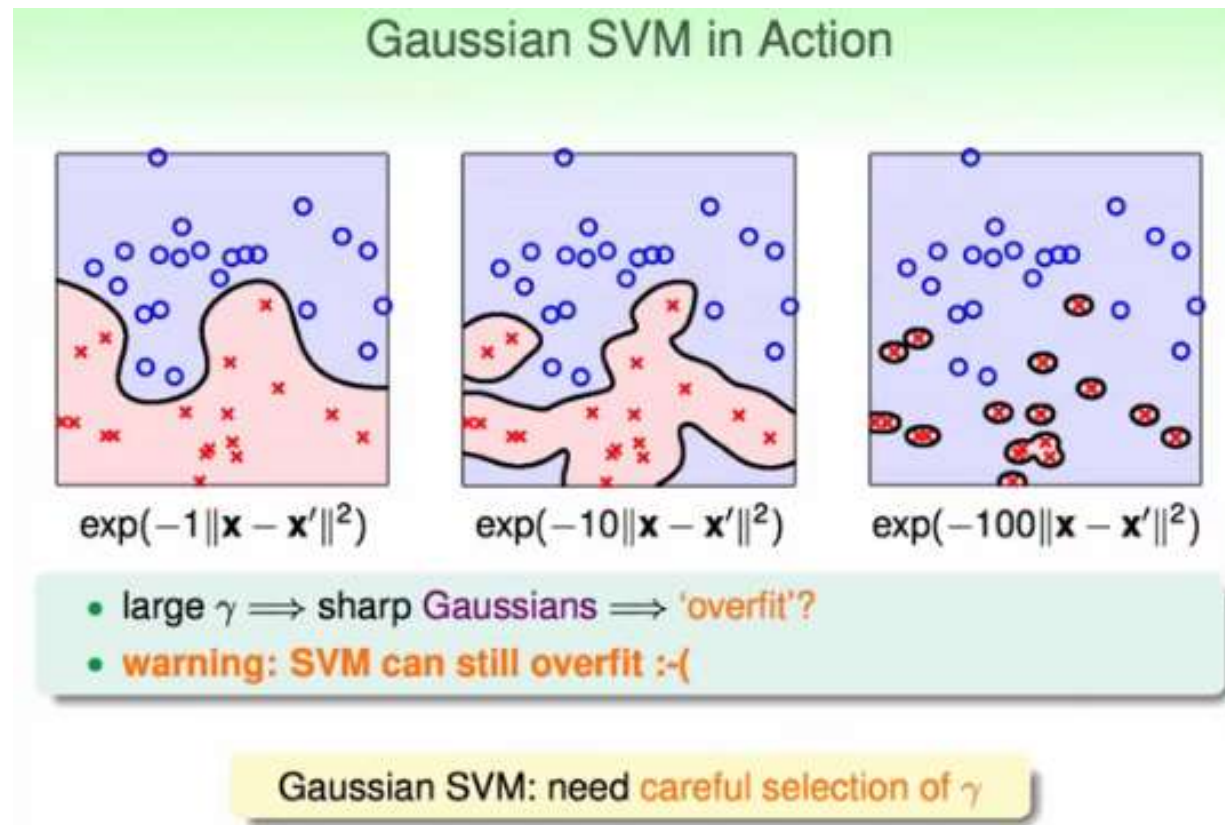 Gaussian SVM in Action
exp(−1‖x − x′‖²)
exp(−10‖x − x′‖²)
exp(−100‖x − x′‖²)
• large γ ⟹ sharp Gaussians ⟹ ‘overfit’?
• warning: SVM can still overfit :-(
Gaussian SVM: need careful selection of γ